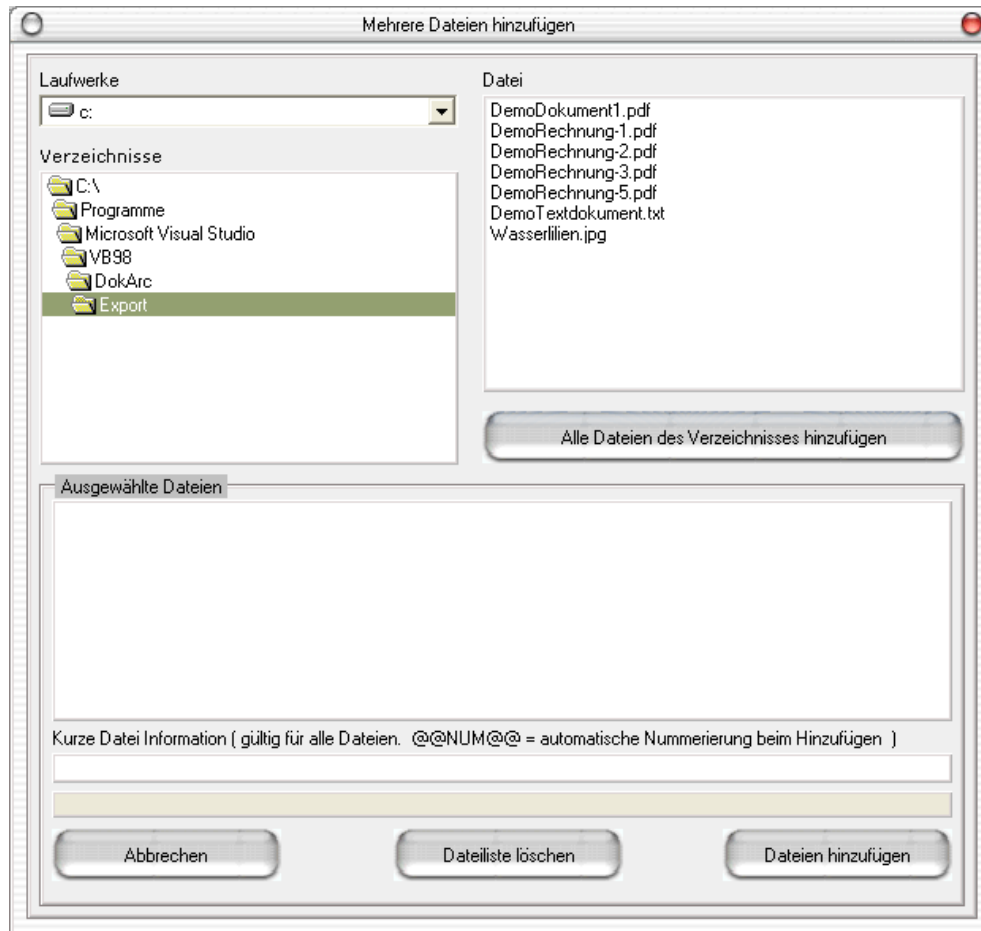 Mehrere Dateien hinzufügen
Laufwerke
c:
Verzeichnisse
C:\
Programme
Microsoft Visual Studio
VB98
DokArc
Export
Datei
DemoDokument1.pdf
DemoRechnung-1.pdf
DemoRechnung-2.pdf
DemoRechnung-3.pdf
DemoRechnung-5.pdf
DemoTextdokument.txt
Wasserlilien.jpg
Alle Dateien des Verzeichnisses hinzufügen
Ausgewählte Dateien
Kurze Datei Information ( gültig für alle Dateien. @@NUM@@ = automatische Nummerierung beim Hinzufügen )
Abbrechen
Dateiliste löschen
Dateien hinzufügen